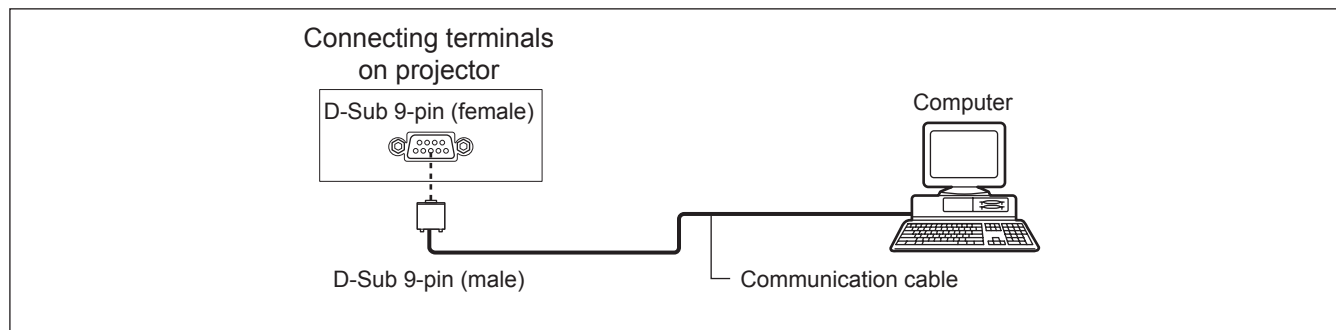 Connecting terminals
on projector
D-Sub 9-pin (female)
Computer
D-Sub 9-pin (male)
Communication cable